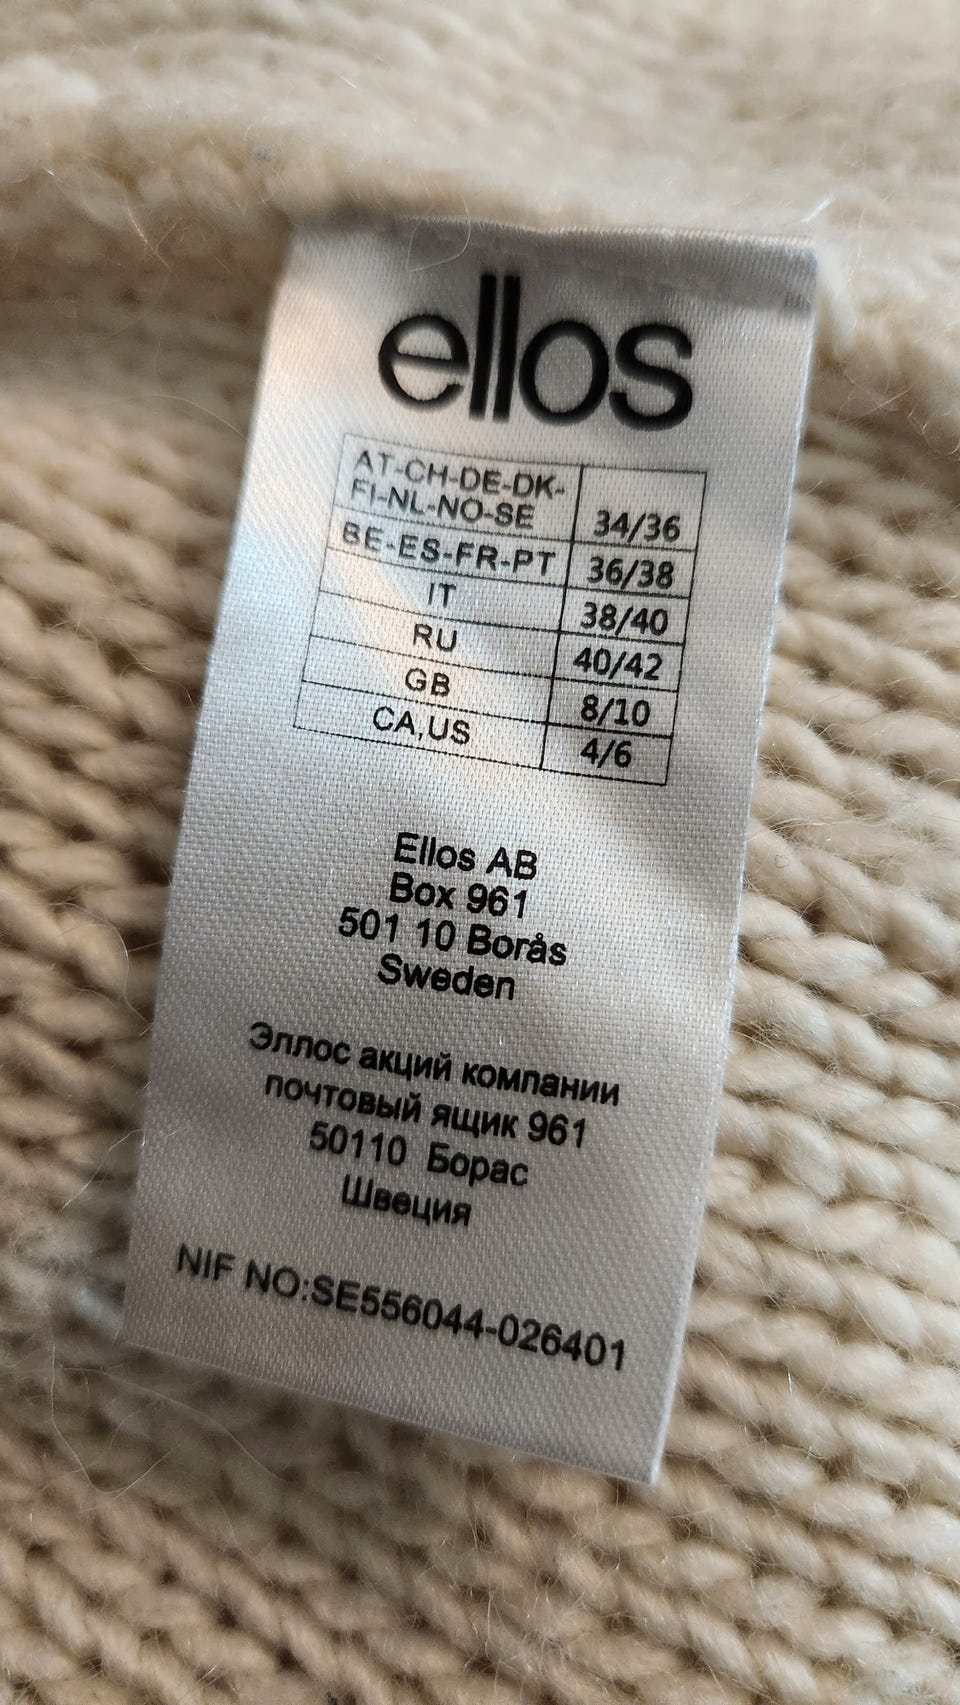 ellos
AT-CH-DE-DK-
FI-NL-NO-SE 34/36
BE-ES-FR-PT 36/38
IT 38/40
RU 40/42
GB 8/10
CA,US 4/6
Ellos AB
Box 961
501 10 Borås
Sweden
Эллос акций компании
почтовый ящик 961
50110 Борас
Швеция
NIF NO:SE556044-026401